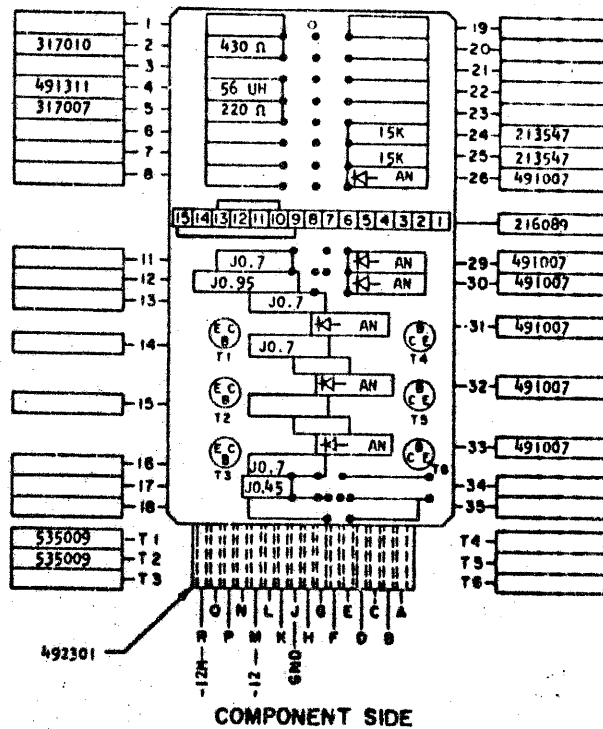 1 19
317010 2 430 Ω 20
3 21
491311 4 56 UH 22
317007 5 220 Ω 23
6 15K 24 213547
7 15K 25 213547
8 AN 26 491007
15 14 13 12 11 10 9 8 7 6 5 4 3 2 1 216089
11 J0.7 AN 29 491007
12 J0.95 AN 30 491007
13 J0.7
E C B AN B C E 31 491007
T1 T4
14 J0.7
E C B AN B C E 32 491007
T2 T5
15
E C B AN B C E 33 491007
T3 T6
16 J0.7
17 J0.45 34
18 35
535009 T1 T4
535009 T2 T5
T3 T6
Q N L J G E C A
R P M K H F D B
492301
-12M -12 GND
COMPONENT SIDE